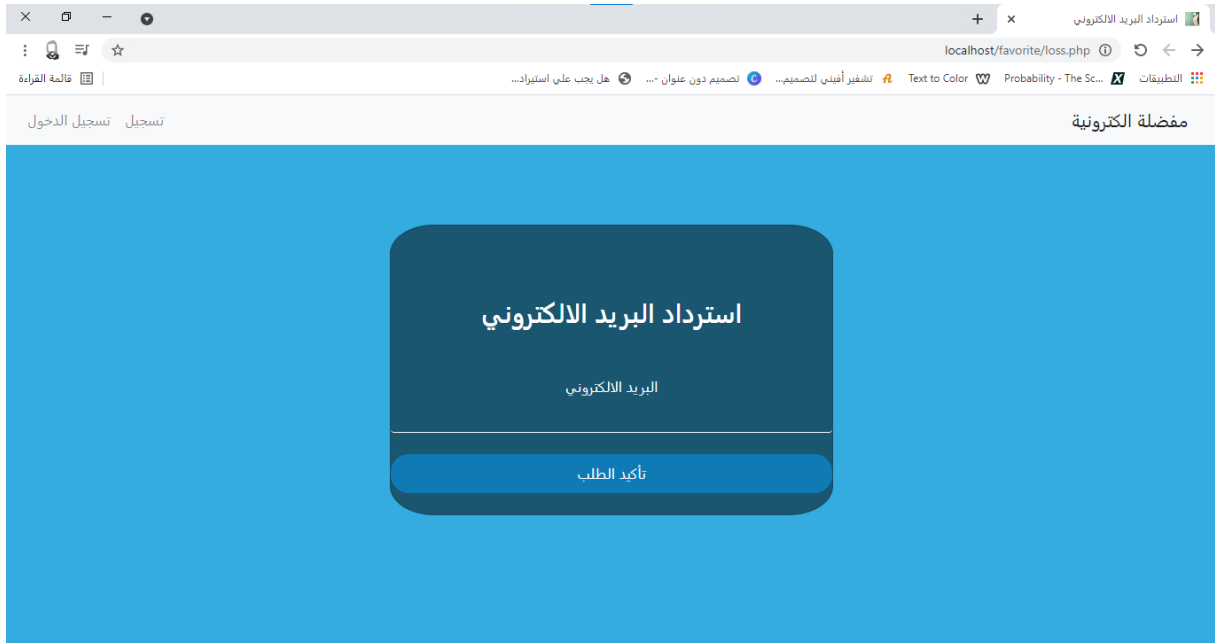 استرداد البريد الالكتروني
localhost/favorite/loss.php
التطبيقات Probability - The Sc... Text to Color تشفير أفيني لتصميم... تصميم دون عنوان -... هل يجب علي استيراد... قائمة القراءة
مفضلة الكترونية تسجيل تسجيل الدخول
استرداد البريد الالكتروني
البريد الالكتروني
تأكيد الطلب